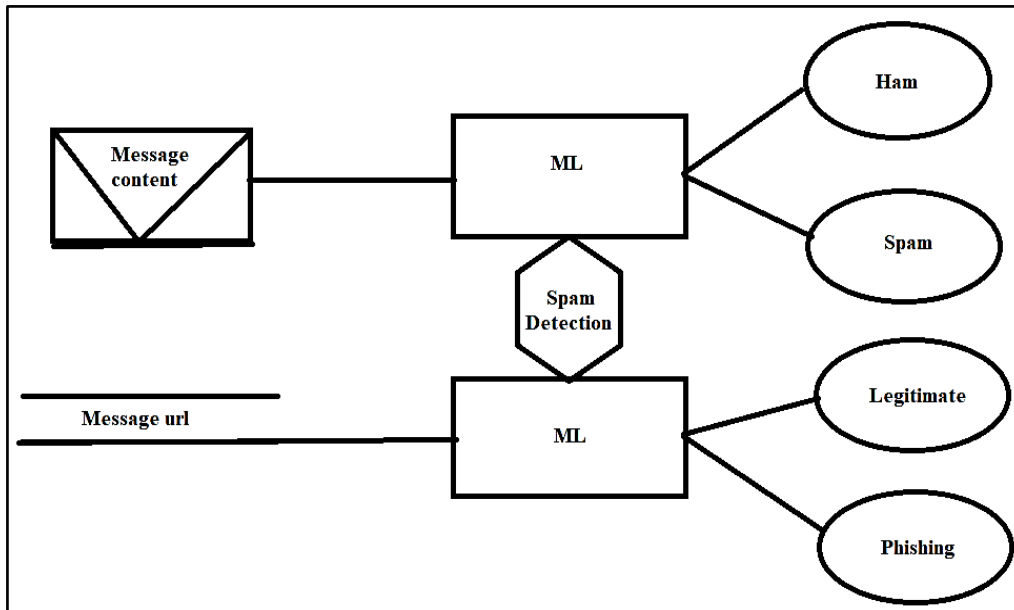 Message
content
ML
Ham
Spam
Spam
Detection
Message url
ML
Legitimate
Phishing